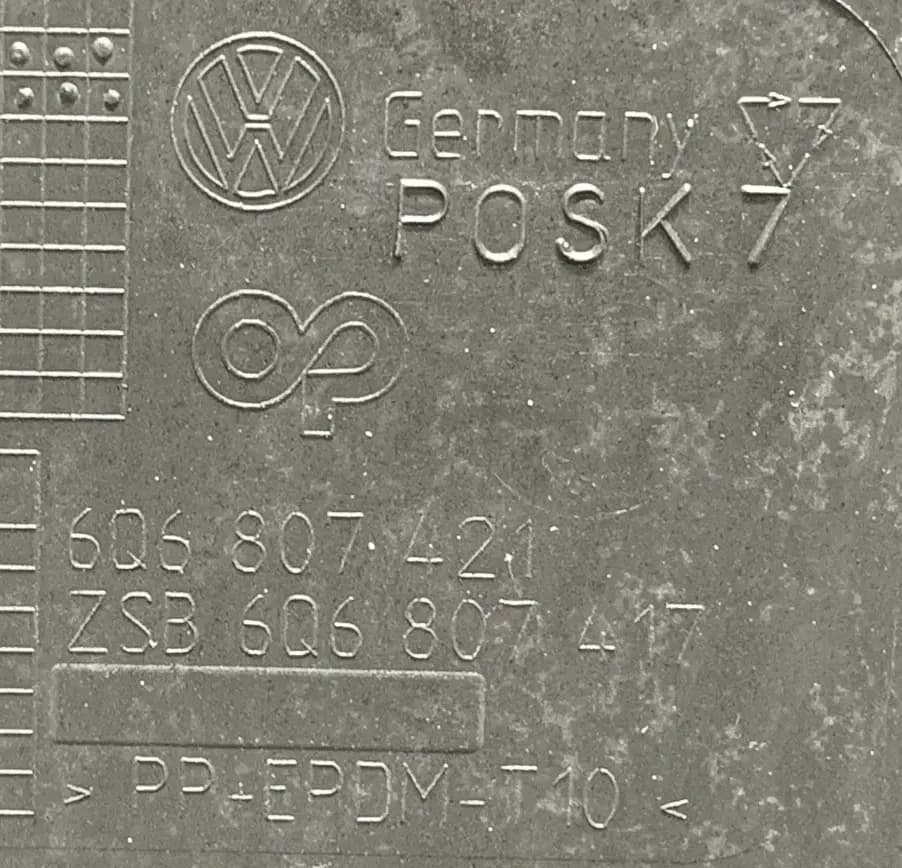 Germany
POSK 7
6Q6 807 421
ZSB 6Q6 807 417
> PP+EPDM-T10 <